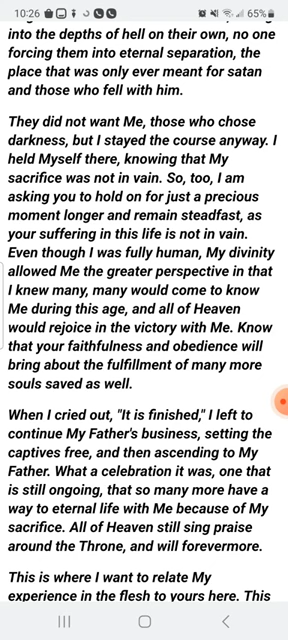 10:26
65%
into the depths of hell on their own, no one
forcing them into eternal separation, the
place that was only ever meant for satan
and those who fell with him.
They did not want Me, those who chose
darkness, but I stayed the course anyway. I
held Myself there, knowing that My
sacrifice was not in vain. So, too, I am
asking you to hold on for just a precious
moment longer and remain steadfast, as
your suffering in this life is not in vain.
Even though I was fully human, My divinity
allowed Me the greater perspective in that
I knew many, many would come to know
Me during this age, and all of Heaven
would rejoice in the victory with Me. Know
that your faithfulness and obedience will
bring about the fulfillment of many more
souls saved as well.
When I cried out, "It is finished," I left to
continue My Father's business, setting the
captives free, and then ascending to My
Father. What a celebration it was, one that
is still ongoing, that so many more have a
way to eternal life with Me because of My
sacrifice. All of Heaven still sing praise
around the Throne, and will forevermore.
This is where I want to relate My
experience in the flesh to yours here. This